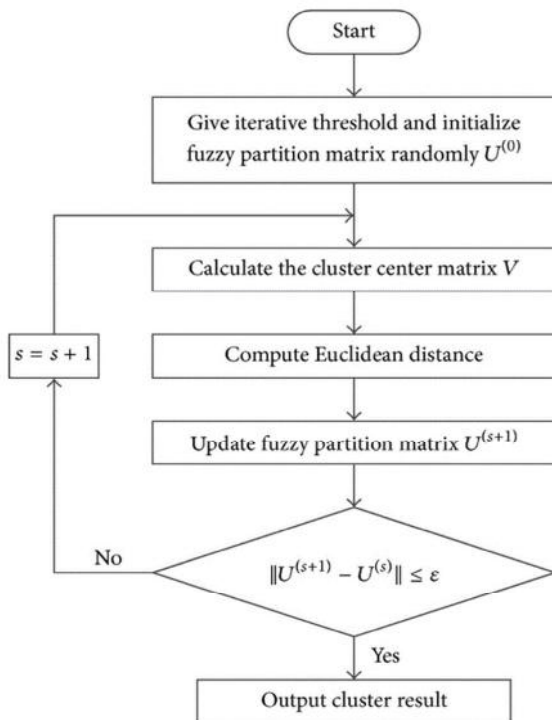 Start
Give iterative threshold and initialize
fuzzy partition matrix randomly U^(0)
Calculate the cluster center matrix V
s = s + 1
Compute Euclidean distance
Update fuzzy partition matrix U^(s+1)
No
‖U^(s+1) − U^(s)‖ ≤ ε
Yes
Output cluster result